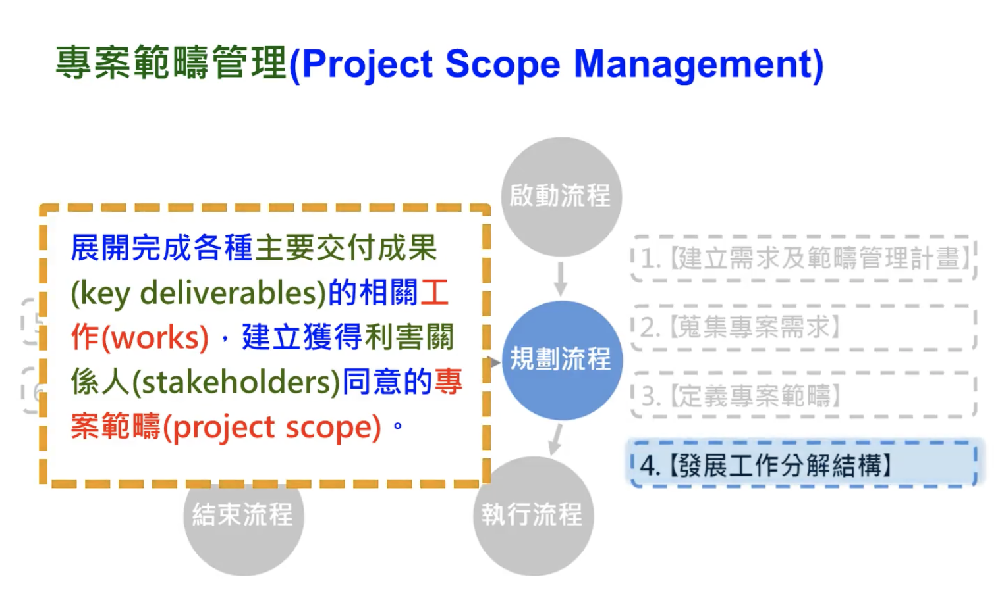 專案範疇管理(Project Scope Management)
啟動流程
展開完成各種主要交付成果
(key deliverables)的相關工
作(works)，建立獲得利害關
係人(stakeholders)同意的專
案範疇(project scope)。
規劃流程
1.【建立需求及範疇管理計畫】
2.【蒐集專案需求】
3.【定義專案範疇】
4.【發展工作分解結構】
結束流程
執行流程